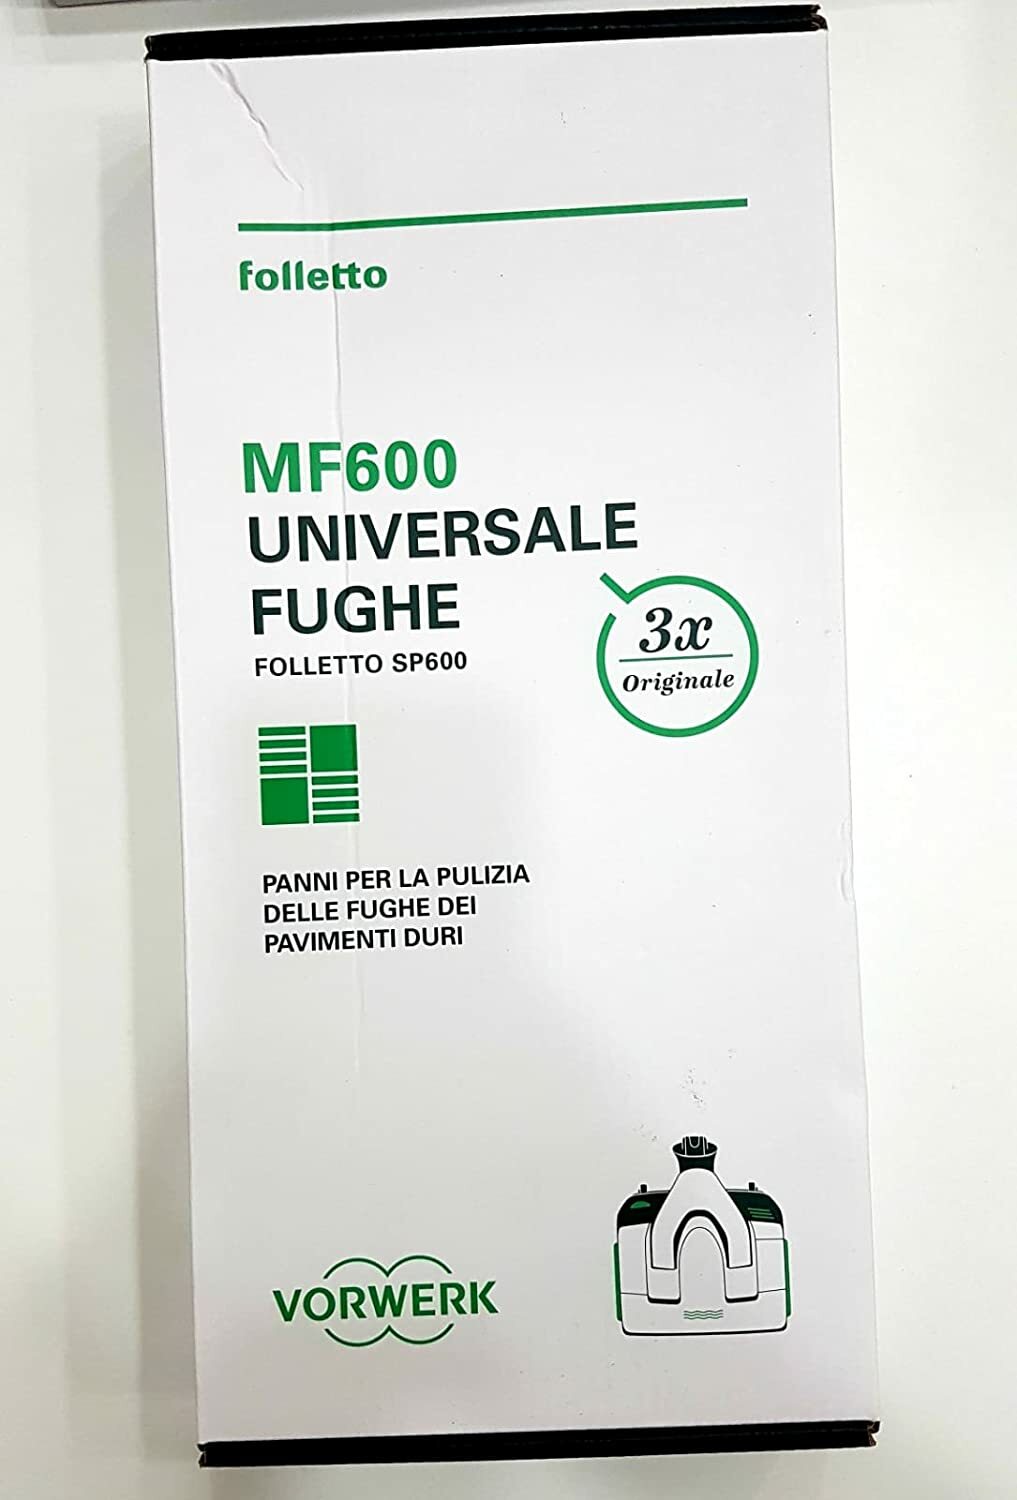 folletto
MF600
UNIVERSALE
FUGHE
FOLLETTO SP600
3x
Originale
PANNI PER LA PULIZIA
DELLE FUGHE DEI
PAVIMENTI DURI
VORWERK